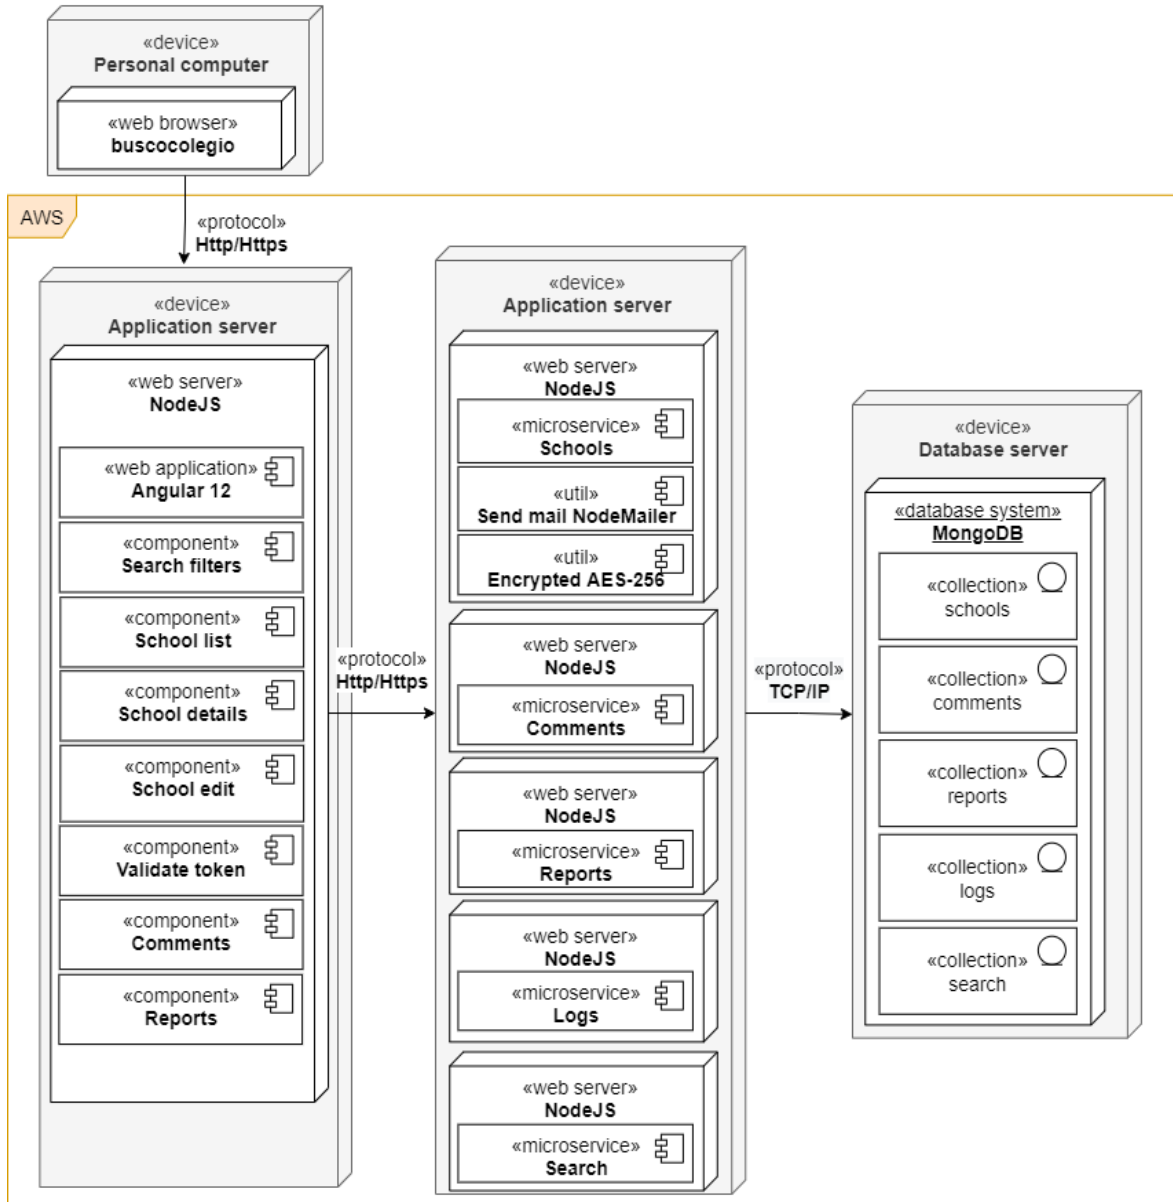 «device»
Personal computer
«web browser»
buscocolegio
AWS
«protocol»
Http/Https
«device»
Application server
«web server»
NodeJS
«web application»
Angular 12
«component»
Search filters
«component»
School list
«component»
School details
«component»
School edit
«component»
Validate token
«component»
Comments
«component»
Reports
«protocol»
Http/Https
«device»
Application server
«web server»
NodeJS
«microservice»
Schools
«util»
Send mail NodeMailer
«util»
Encrypted AES-256
«web server»
NodeJS
«microservice»
Comments
«web server»
NodeJS
«microservice»
Reports
«web server»
NodeJS
«microservice»
Logs
«web server»
NodeJS
«microservice»
Search
«protocol»
TCP/IP
«device»
Database server
«database system»
MongoDB
«collection»
schools
«collection»
comments
«collection»
reports
«collection»
logs
«collection»
search